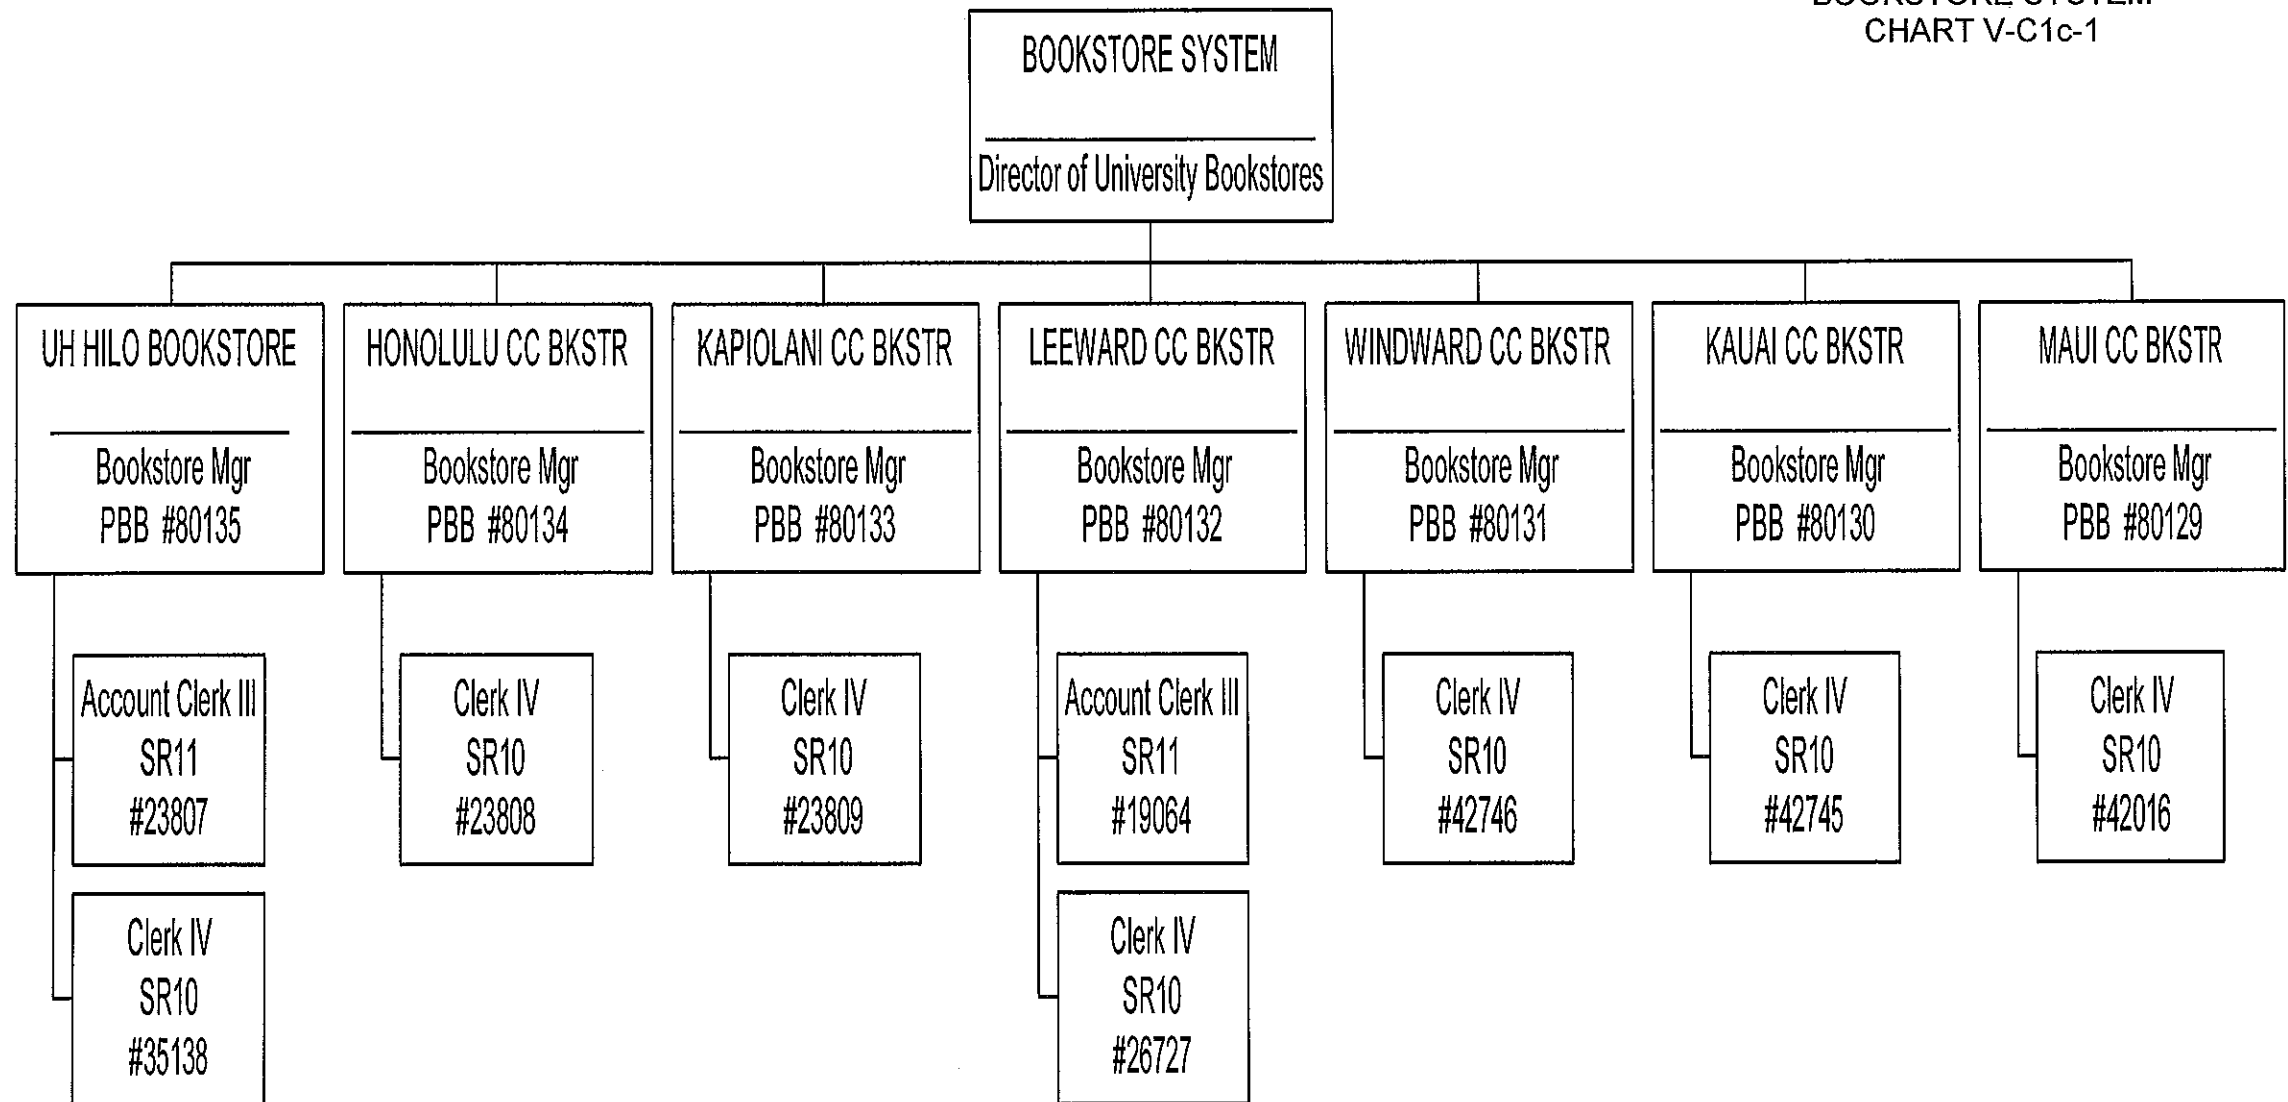 BOOKSTORE SYSTEM
CHART V-C1c-1
BOOKSTORE SYSTEM
Director of University Bookstores
UH HILO BOOKSTORE
Bookstore Mgr
PBB #80135
HONOLULU CC BKSTR
Bookstore Mgr
PBB #80134
KAPIOLANI CC BKSTR
Bookstore Mgr
PBB #80133
LEEWARD CC BKSTR
Bookstore Mgr
PBB #80132
WINDWARD CC BKSTR
Bookstore Mgr
PBB #80131
KAUAI CC BKSTR
Bookstore Mgr
PBB #80130
MAUI CC BKSTR
Bookstore Mgr
PBB #80129
Account Clerk III
SR11
#23807
Clerk IV
SR10
#35138
Clerk IV
SR10
#23808
Clerk IV
SR10
#23809
Account Clerk III
SR11
#19064
Clerk IV
SR10
#26727
Clerk IV
SR10
#42746
Clerk IV
SR10
#42745
Clerk IV
SR10
#42016